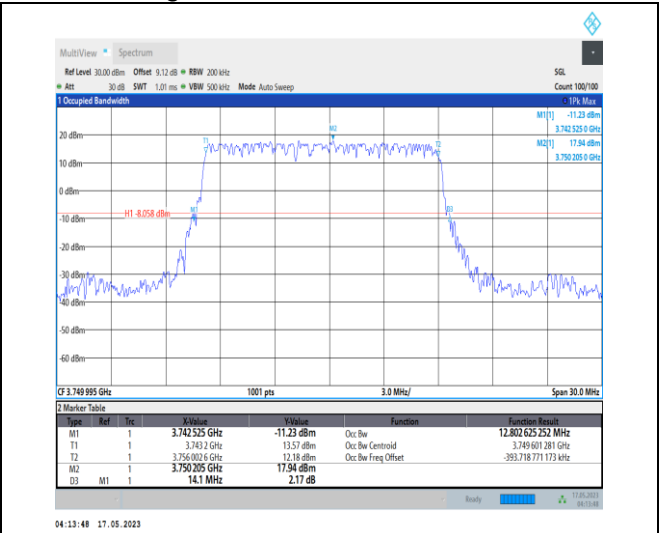 MultiView Spectrum
Ref Level 30.00 dBm Offset 9.12 dB RBW 200 kHz SGL
Att 30 dB SWT 1.01 ms VBW 500 kHz Mode Auto Sweep Count 100/100
1 Occupied Bandwidth 1Pk Max
M1[1] -11.23 dBm
3.742 525 0 GHz
M2[1] 17.94 dBm
3.750 205 0 GHz
M2
20 dBm
T1 T2
10 dBm
0 dBm
H1 -8.058 dBm M1 D3
-10 dBm
-20 dBm
-30 dBm
-40 dBm
-50 dBm
-60 dBm
CF 3.749 995 GHz 1001 pts 3.0 MHz/ Span 30.0 MHz
2 Marker Table
Type Ref Trc X-Value Y-Value Function Function Result
M1 1 3.742 525 GHz -11.23 dBm Occ Bw 12.802 625 252 MHz
T1 1 3.743 2 GHz 13.57 dBm Occ Bw Centroid 3.749 601 281 GHz
T2 1 3.756 002 6 GHz 12.18 dBm Occ Bw Freq Offset -393.718 771 173 kHz
M2 1 3.750 205 GHz 17.94 dBm
D3 M1 1 14.1 MHz 2.17 dB
Ready 17.05.2023
04:13:48
04:13:48 17.05.2023